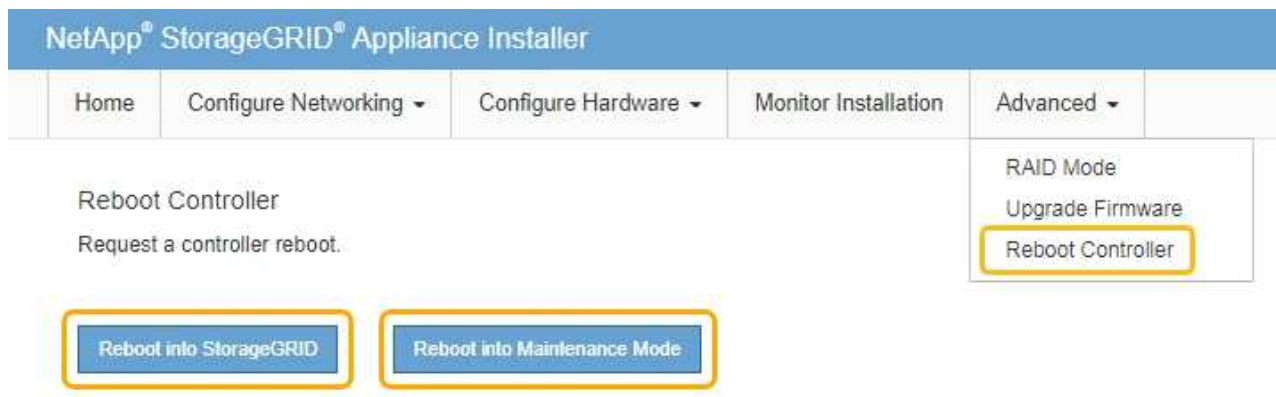 NetApp® StorageGRID® Appliance Installer
Home Configure Networking Configure Hardware Monitor Installation Advanced
RAID Mode
Upgrade Firmware
Reboot Controller
Reboot Controller
Request a controller reboot.
Reboot into StorageGRID Reboot into Maintenance Mode